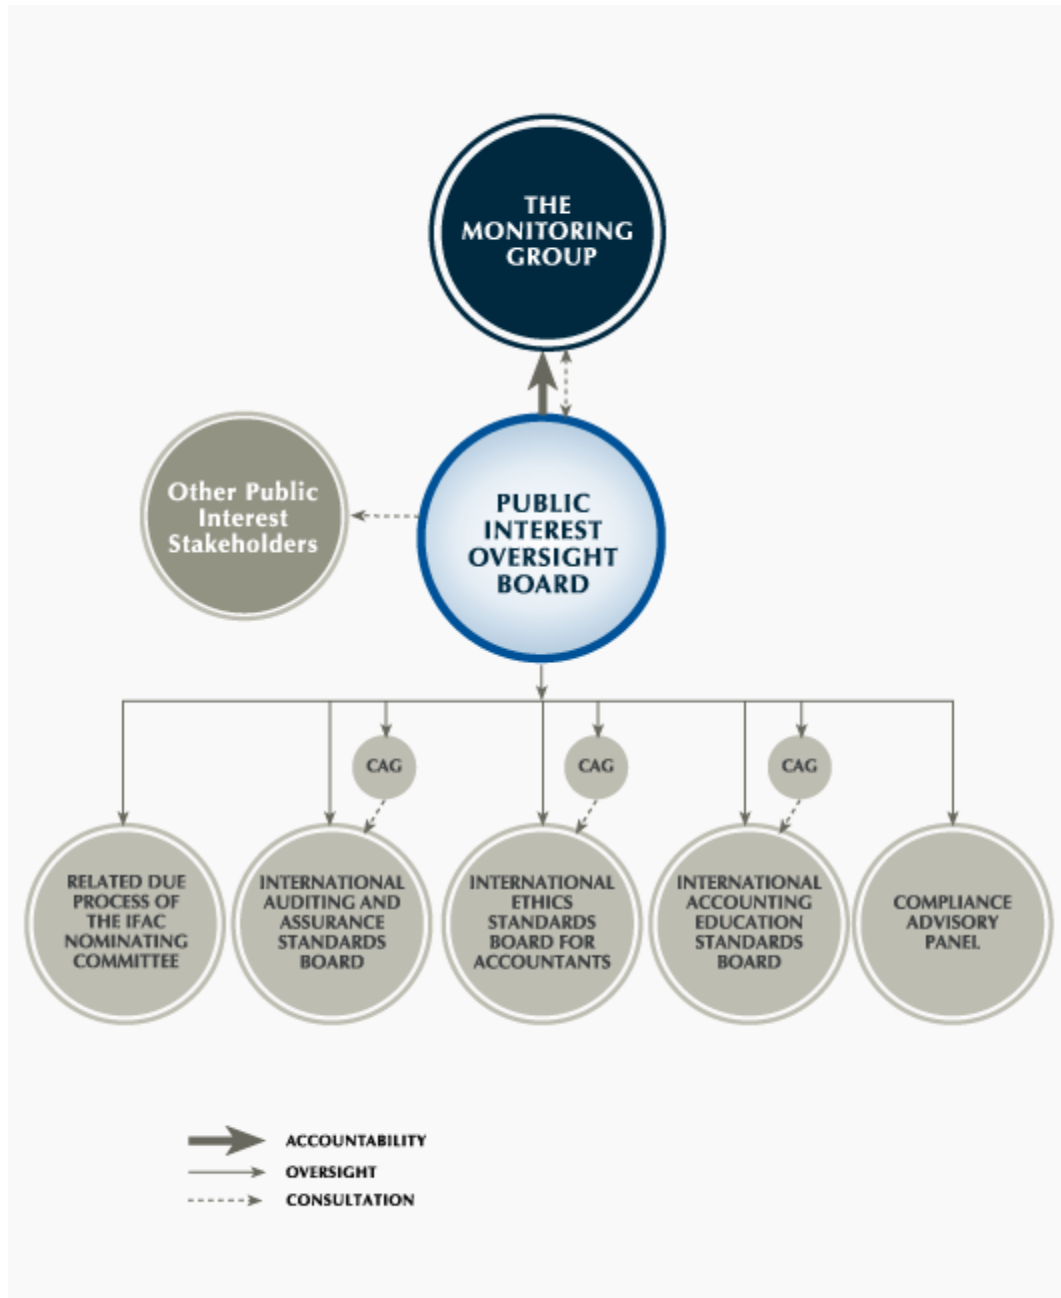 THE
MONITORING
GROUP
Other Public
Interest
Stakeholders
PUBLIC
INTEREST
OVERSIGHT
BOARD
CAG
CAG
CAG
RELATED DUE
PROCESS OF
THE IFAC
NOMINATING
COMMITTEE
INTERNATIONAL
AUDITING AND
ASSURANCE
STANDARDS
BOARD
INTERNATIONAL
ETHICS
STANDARDS
BOARD FOR
ACCOUNTANTS
INTERNATIONAL
ACCOUNTING
EDUCATION
STANDARDS
BOARD
COMPLIANCE
ADVISORY
PANEL
ACCOUNTABILITY
OVERSIGHT
CONSULTATION